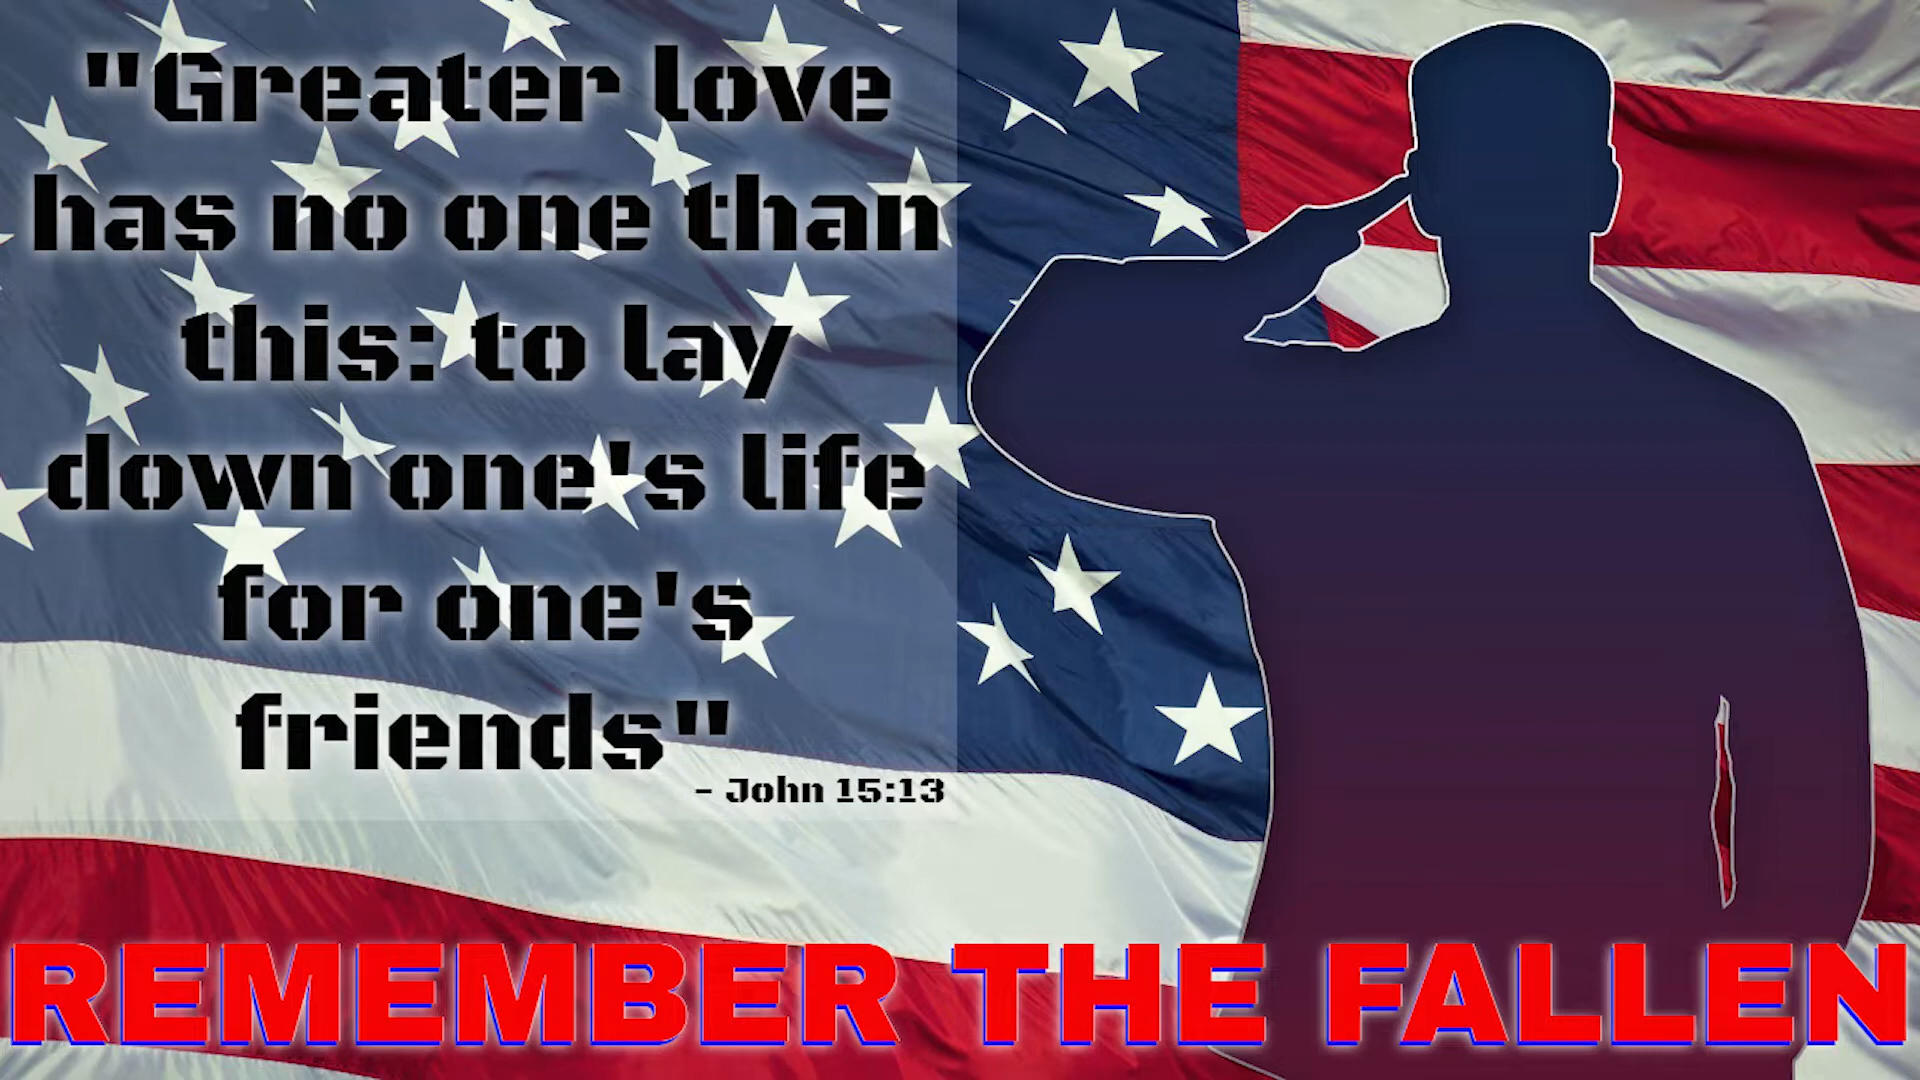 "Greater love
has no one than
this: to lay
down one's life
for one's
friends"
- John 15:13
REMEMBER THE FALLEN